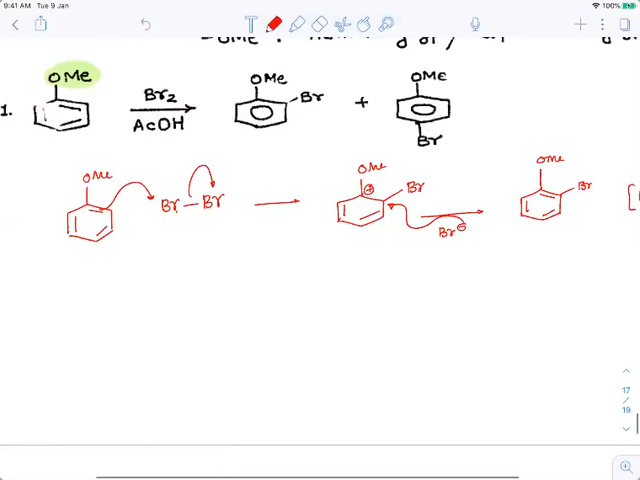 9:41 AM Tue 9 Jan
100%
OMe OMe OMe
1. Br2 Br +
AcOH
Br
OMe OMe OMe
Br — Br ⊕ Br Br
Br⊖
17
/
19